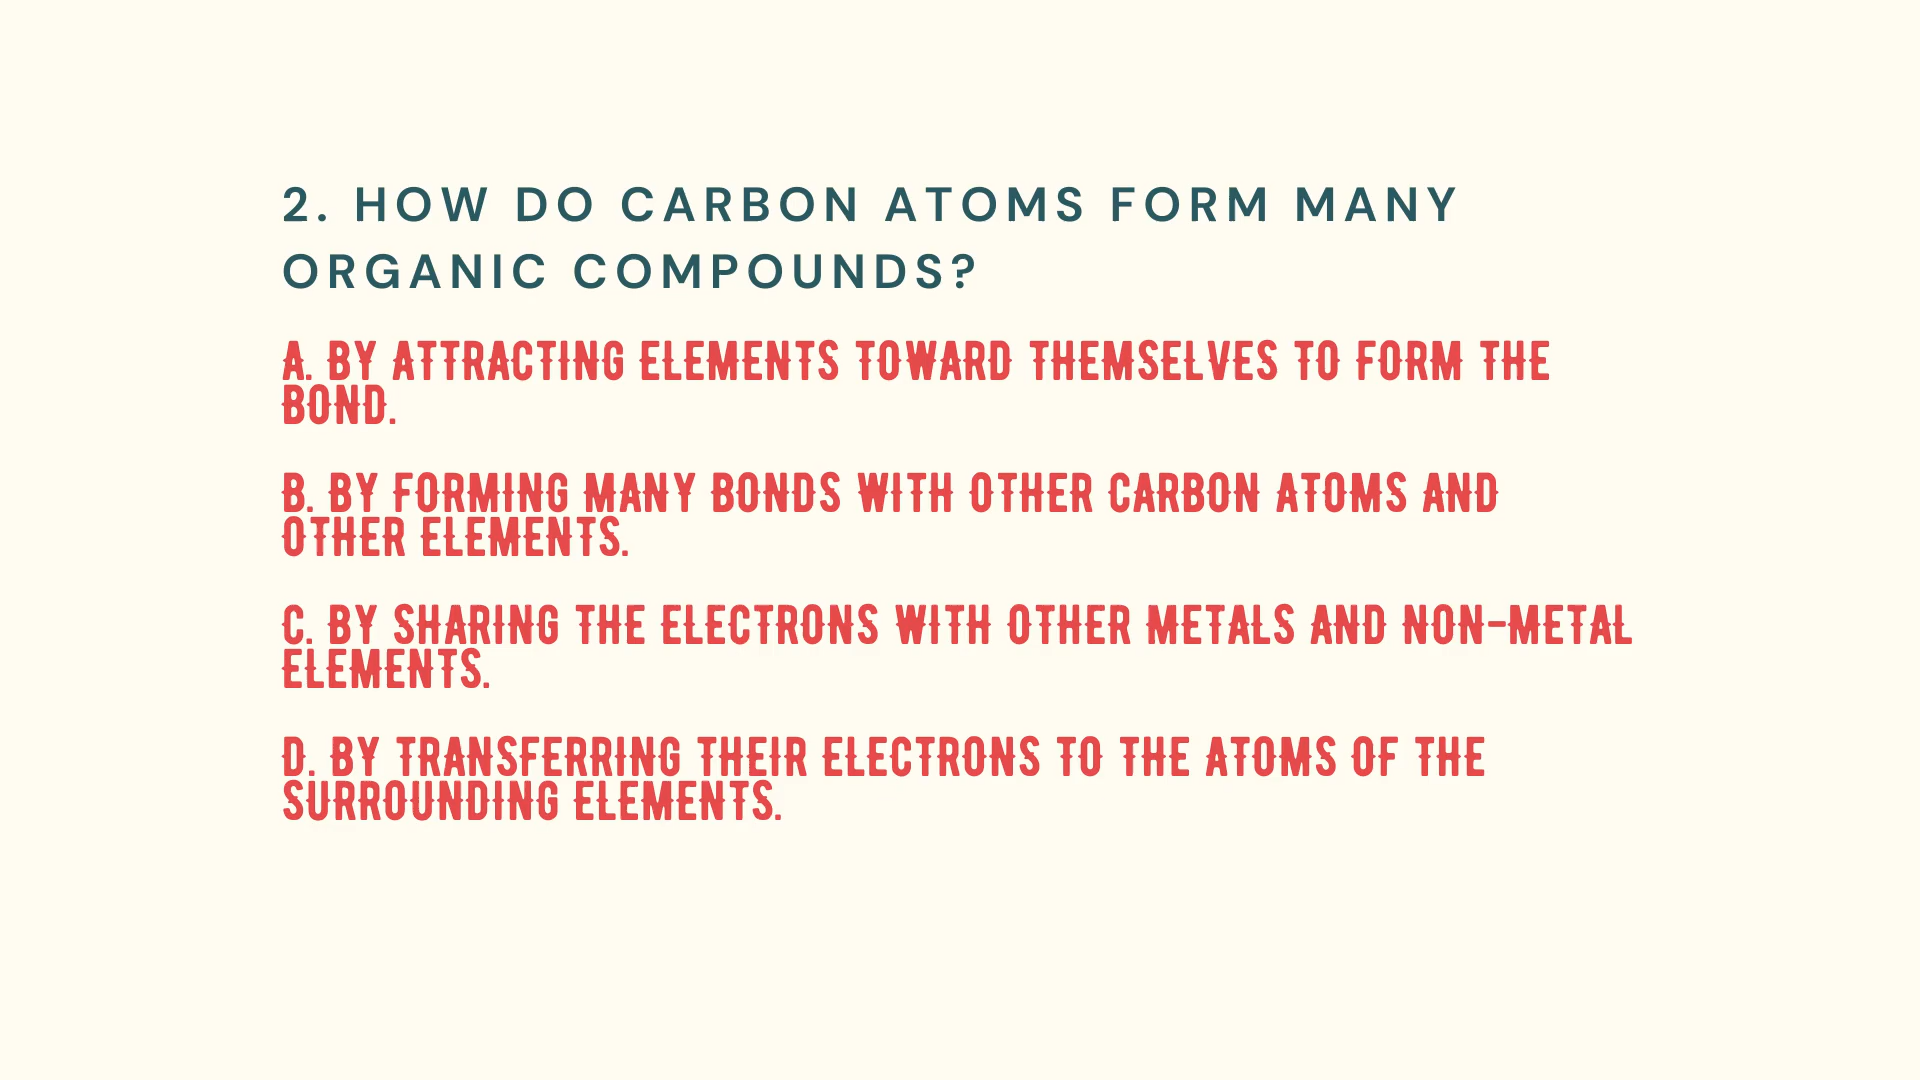 2. HOW DO CARBON ATOMS FORM MANY
ORGANIC COMPOUNDS?
A. BY ATTRACTING ELEMENTS TOWARD THEMSELVES TO FORM THE
BOND.
B. BY FORMING MANY BONDS WITH OTHER CARBON ATOMS AND
OTHER ELEMENTS.
C. BY SHARING THE ELECTRONS WITH OTHER METALS AND NON-METAL
ELEMENTS.
D. BY TRANSFERRING THEIR ELECTRONS TO THE ATOMS OF THE
SURROUNDING ELEMENTS.